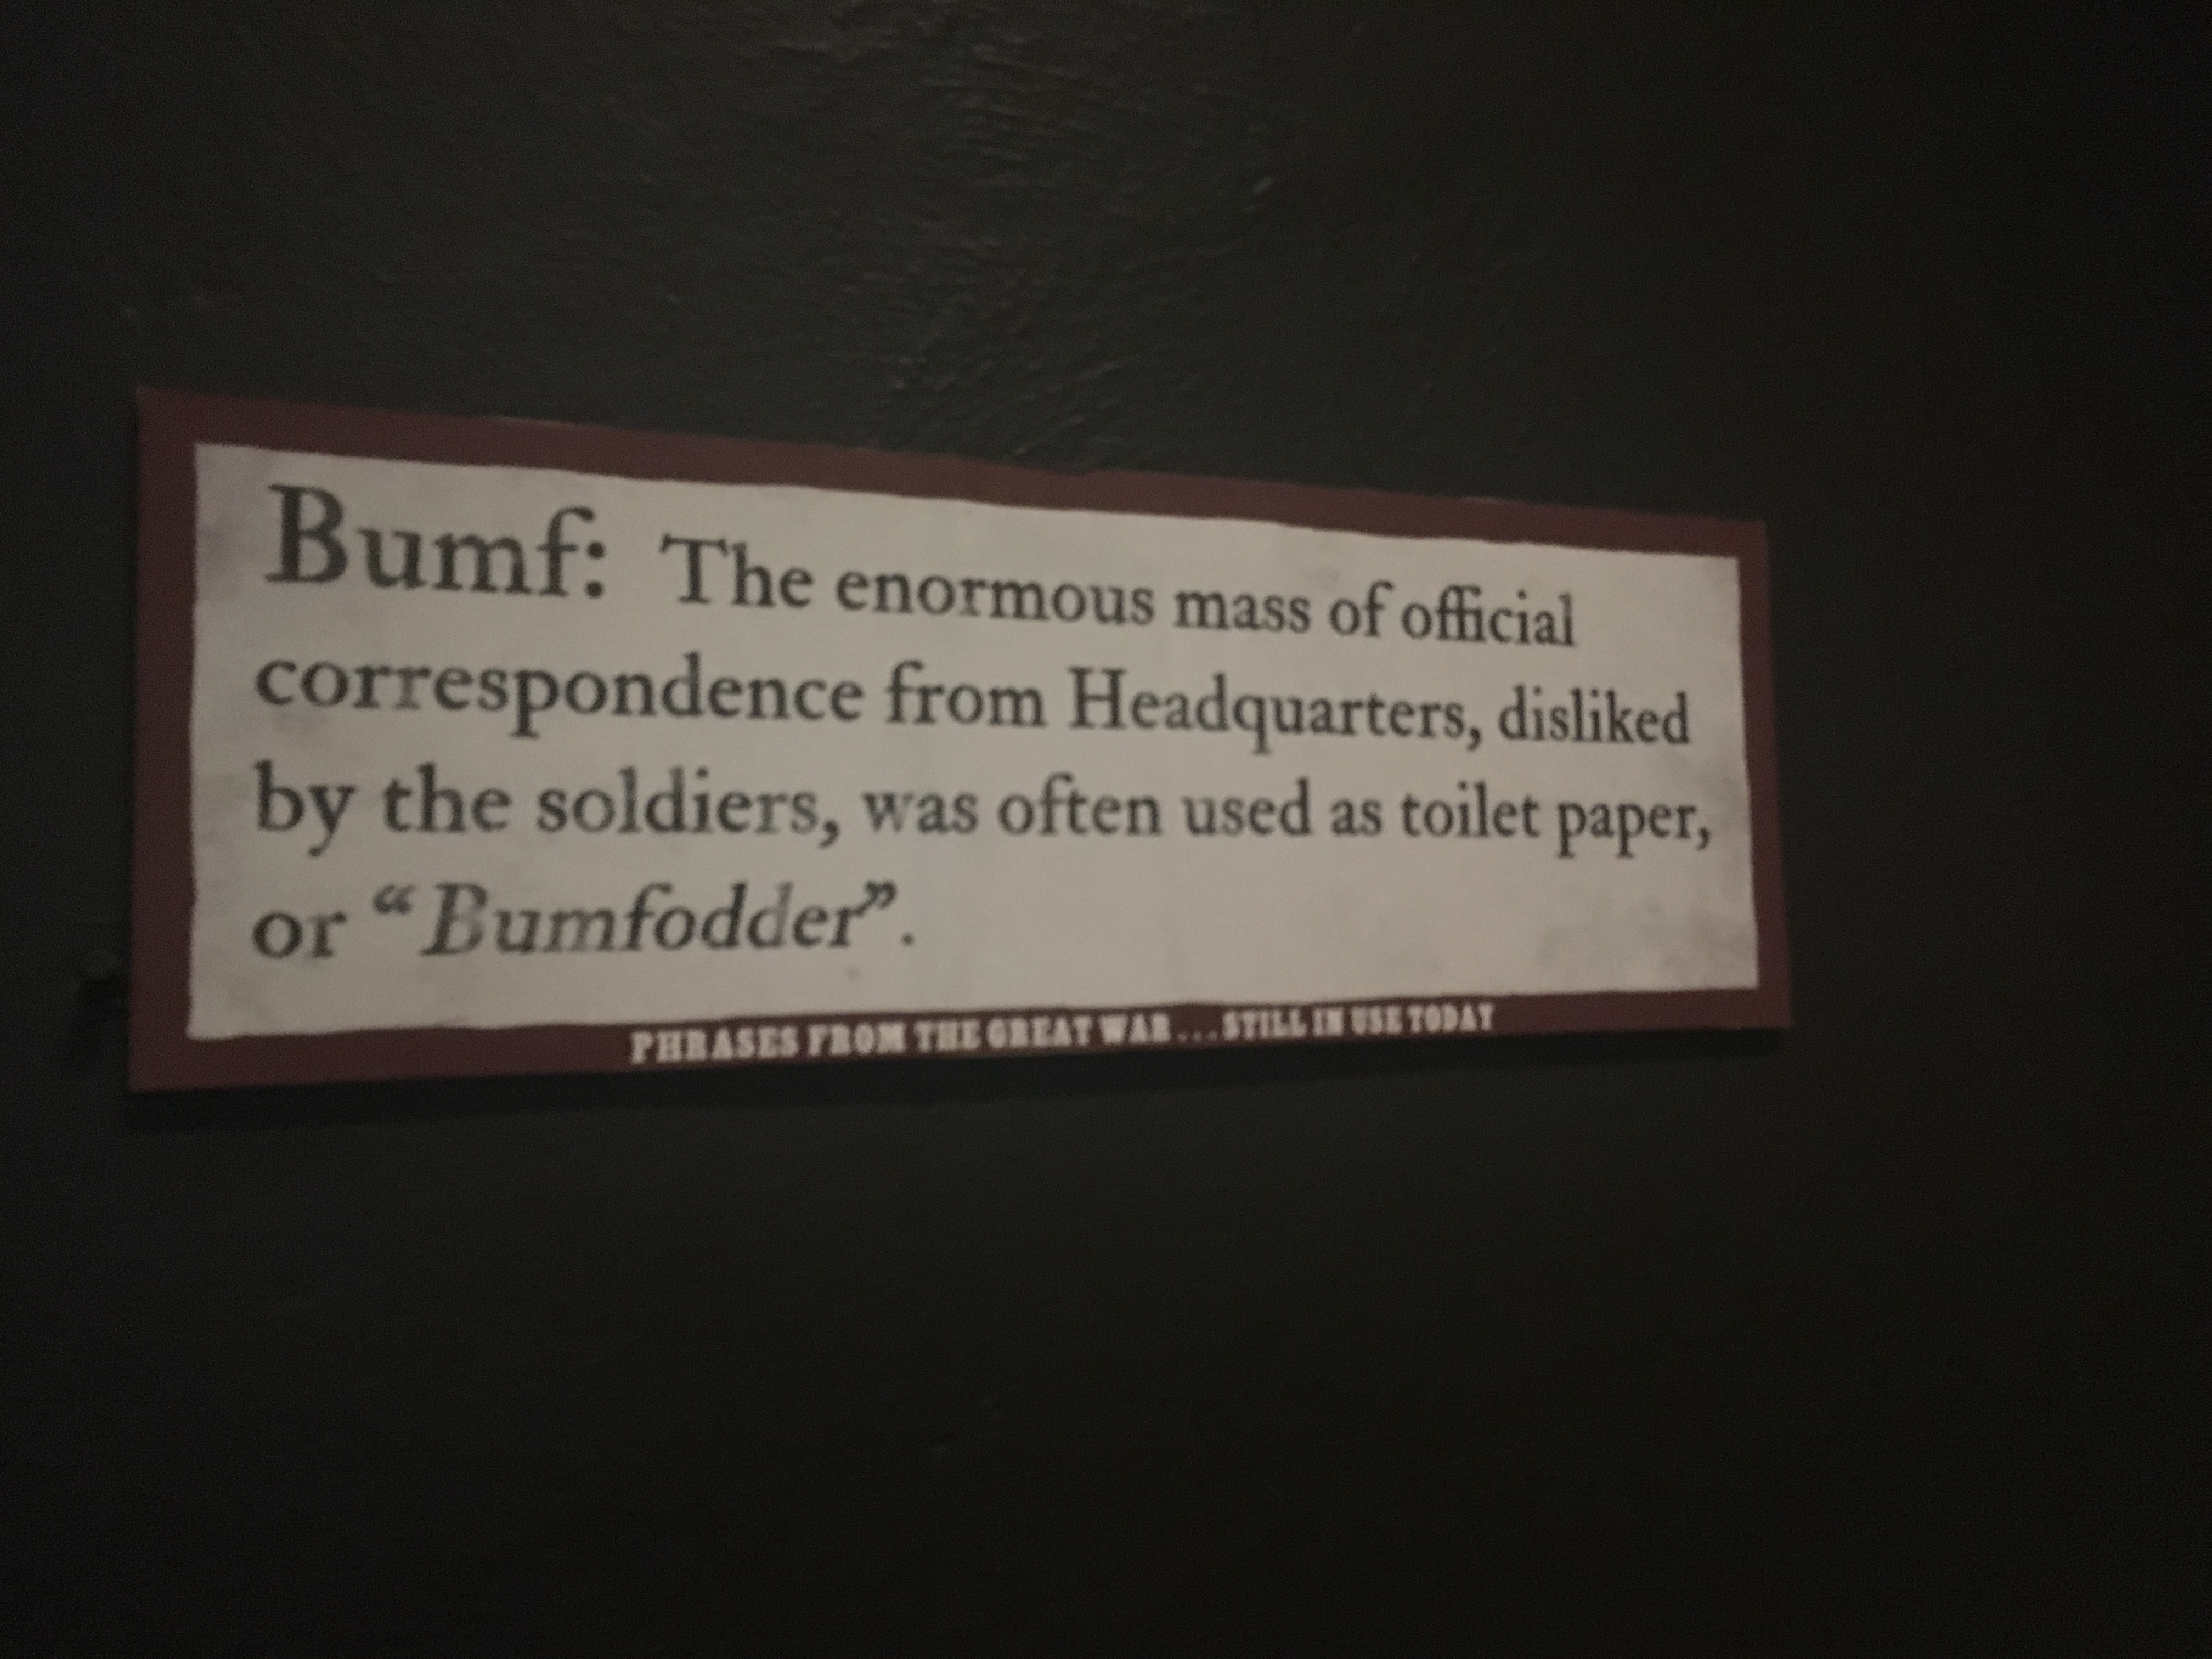 Bumf: The enormous mass of official
correspondence from Headquarters, disliked
by the soldiers, was often used as toilet paper,
or “Bumfodder”.
PHRASES FROM THE GREAT WAR...STILL IN USE TODAY